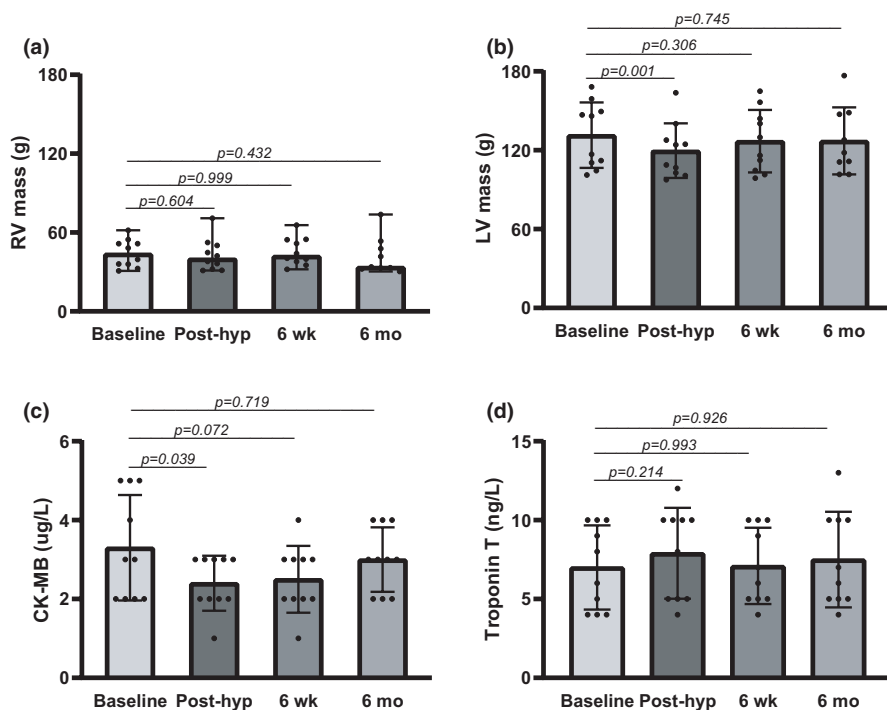 (a)
RV mass (g)
180
120
60
0
p=0.432
p=0.999
p=0.604
Baseline Post-hyp 6 wk 6 mo
(b)
LV mass (g)
180
120
60
0
p=0.745
p=0.306
p=0.001
Baseline Post-hyp 6 wk 6 mo
(c)
CK-MB (ug/L)
6
4
2
0
p=0.719
p=0.072
p=0.039
Baseline Post-hyp 6 wk 6 mo
(d)
Troponin T (ng/L)
15
10
5
0
p=0.926
p=0.993
p=0.214
Baseline Post-hyp 6 wk 6 mo